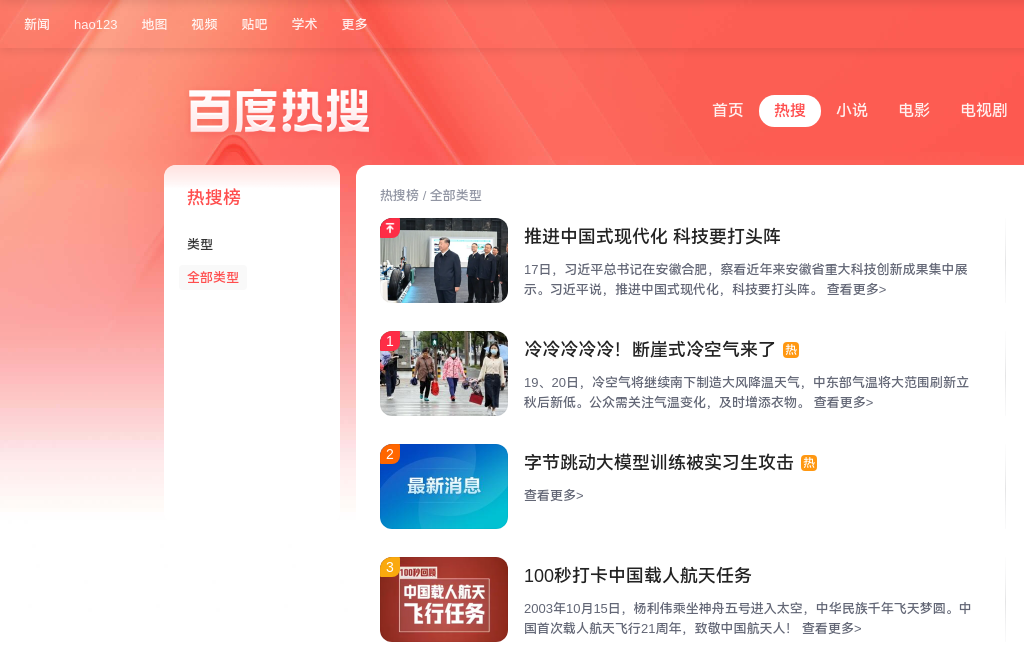 新闻 hao123 地图 视频 贴吧 学术 更多
百度热搜
首页 热搜 小说 电影 电视剧
热搜榜
类型
全部类型
热搜榜 / 全部类型
推进中国式现代化 科技要打头阵
17日，习近平总书记在安徽合肥，察看近年来安徽省重大科技创新成果集中展
示。习近平说，推进中国式现代化，科技要打头阵。 查看更多>
1
冷冷冷冷冷！断崖式冷空气来了 热
19、20日，冷空气将继续南下制造大风降温天气，中东部气温将大范围刷新立
秋后新低。公众需关注气温变化，及时增添衣物。 查看更多>
2
最新消息
字节跳动大模型训练被实习生攻击 热
查看更多>
3
100秒回顾
中国载人航天
飞行任务
100秒打卡中国载人航天任务
2003年10月15日，杨利伟乘坐神舟五号进入太空，中华民族千年飞天梦圆。中
国首次载人航天飞行21周年，致敬中国航天人！ 查看更多>